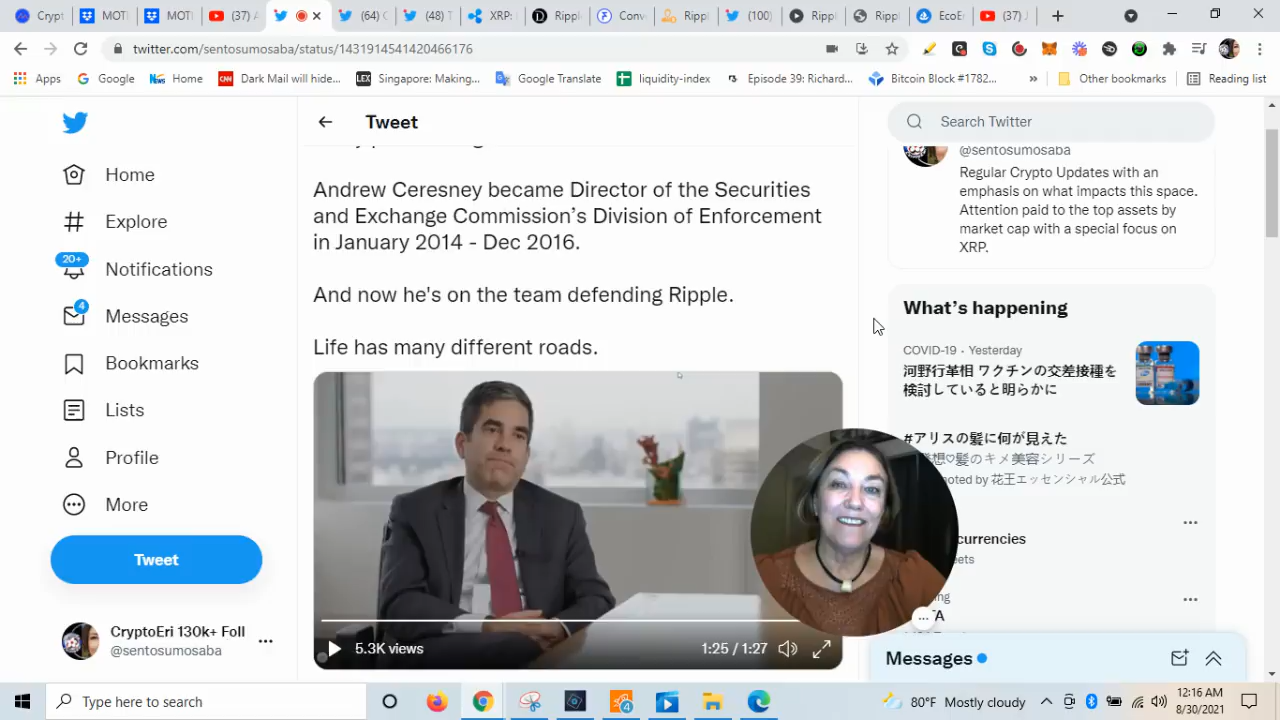 Crypt
MOTI
MOTI
(37) A
(64) C
(48) T
XRP:
Rippl
Conv
Rippl
(100)
Ripp
Rippl
EcoE
(37) J
twitter.com/sentosumosaba/status/1431914541420466176
Apps
Google
Home
Dark Mail will hide...
Singapore: Making...
Google Translate
liquidity-index
Episode 39: Richard...
Bitcoin Block #1782...
Other bookmarks
Reading list
Home
Explore
20+
Notifications
4
Messages
Bookmarks
Lists
Profile
More
Tweet
CryptoEri 130k+ Foll
@sentosumosaba
Tweet
Andrew Ceresney became Director of the Securities
and Exchange Commission's Division of Enforcement
in January 2014 - Dec 2016.
And now he's on the team defending Ripple.
Life has many different roads.
5.3K views
1:25 / 1:27
Search Twitter
@sentosumosaba
Regular Crypto Updates with an
emphasis on what impacts this space.
Attention paid to the top assets by
market cap with a special focus on
XRP.
What's happening
COVID-19 · Yesterday
河野行革相 ワクチンの交差接種を
検討していると明らかに
#アリスの髪に何が見えた
想♡髪のキメ美容シリーズ
noted by 花王エッセンシャル公式
currencies
eets
ng
TA
Messages
Type here to search
4
80°F Mostly cloudy
12:16 AM
8/30/2021